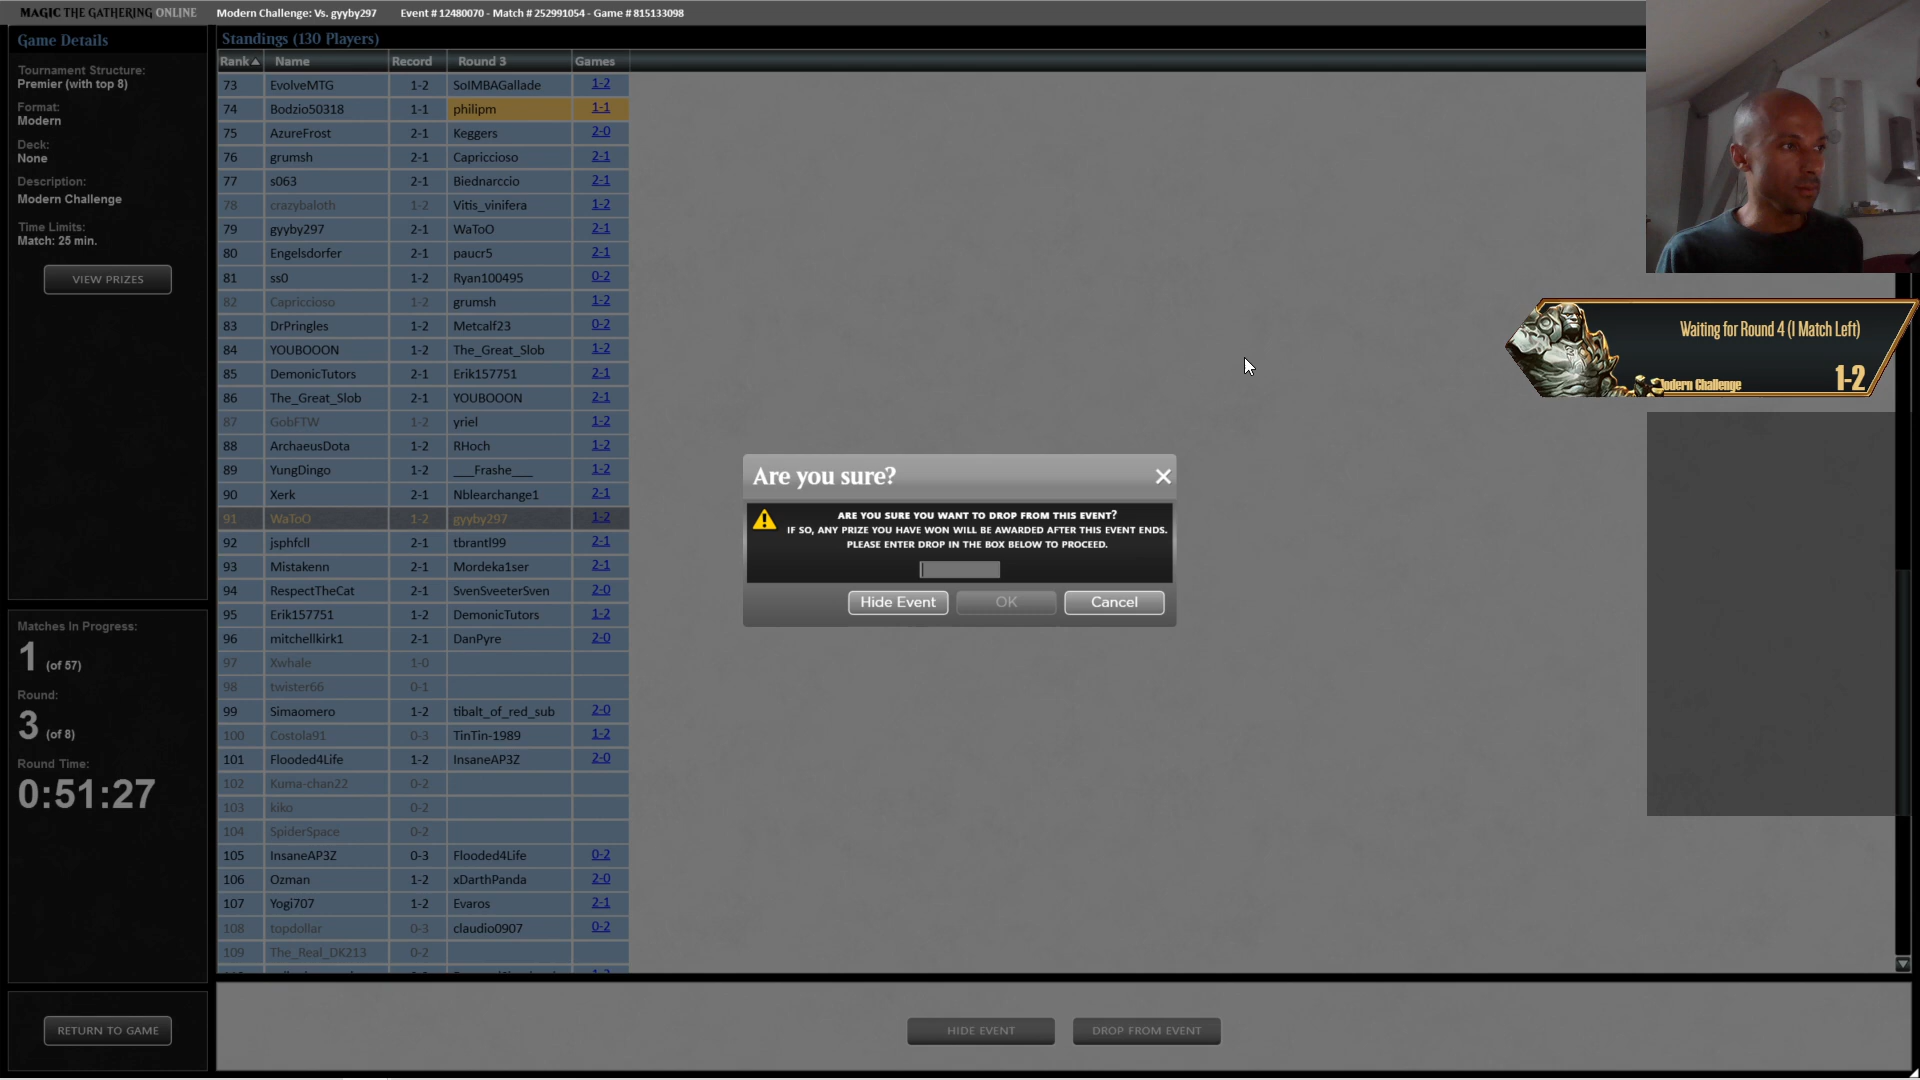 MAGIC THE GATHERING ONLINE Modern Challenge: Vs. gyyby297 Event # 12480070 - Match # 252991054 - Game # 815133098
Game Details
Tournament Structure:
Premier (with top 8)
Format:
Modern
Deck:
None
Description:
Modern Challenge
Time Limits:
Match: 25 min.
VIEW PRIZES
Matches In Progress:
1 (of 57)
Round:
3 (of 8)
Round Time:
0:51:27
RETURN TO GAME
Standings (130 Players)
Rank Name Record Round 3 Games
73 EvolveMTG 1-2 SolMBAGallade 1-2
74 Bodzio50318 1-1 philipm 1-1
75 AzureFrost 2-1 Keggers 2-0
76 grumsh 2-1 Capriccioso 2-1
77 s063 2-1 Biednarccio 2-1
78 crazybaloth 1-2 Vitis_vinifera 1-2
79 gyyby297 2-1 WaToO 2-1
80 Engelsdorfer 2-1 paucr5 2-1
81 ss0 1-2 Ryan100495 0-2
82 Capriccioso 1-2 grumsh 1-2
83 DrPringles 1-2 Metcalf23 0-2
84 YOUBOOON 1-2 The_Great_Slob 1-2
85 DemonicTutors 2-1 Erik157751 2-1
86 The_Great_Slob 2-1 YOUBOOON 2-1
87 GobFTW 1-2 yriel 1-2
88 ArchaeusDota 1-2 RHoch 1-2
89 YungDingo 1-2 ___Frashe___ 1-2
90 Xerk 2-1 Nblearchange1 2-1
91 WaToO 1-2 gyyby297 1-2
92 jsphfcll 2-1 tbrantl99 2-1
93 Mistakenn 2-1 Mordeka1ser 2-1
94 RespectTheCat 2-1 SvenSveeterSven 2-0
95 Erik157751 1-2 DemonicTutors 1-2
96 mitchellkirk1 2-1 DanPyre 2-0
97 Xwhale 1-0
98 twister66 0-1
99 Simaomero 1-2 tibalt_of_red_sub 2-0
100 Costola91 0-3 TinTin-1989 1-2
101 Flooded4Life 1-2 InsaneAP3Z 2-0
102 Kuma-chan22 0-2
103 kiko 0-2
104 SpiderSpace 0-2
105 InsaneAP3Z 0-3 Flooded4Life 0-2
106 Ozman 1-2 xDarthPanda 2-0
107 Yogi707 1-2 Evaros 2-1
108 topdollar 0-3 claudio0907 0-2
109 The_Real_DK213 0-2
Are you sure?
ARE YOU SURE YOU WANT TO DROP FROM THIS EVENT?
IF SO, ANY PRIZE YOU HAVE WON WILL BE AWARDED AFTER THIS EVENT ENDS.
PLEASE ENTER DROP IN THE BOX BELOW TO PROCEED.
Hide Event OK Cancel
Waiting for Round 4 (1 Match Left)
Modern Challenge 1-2
HIDE EVENT DROP FROM EVENT